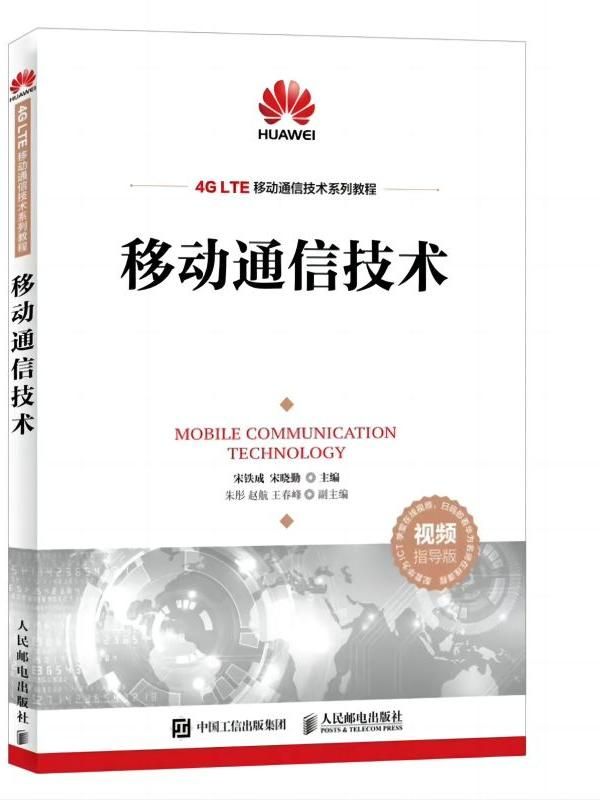 HUAWEI
4G LTE 移动通信技术系列教程
移动通信技术
MOBILE COMMUNICATION
TECHNOLOGY
宋铁成 宋晓勤 主编
朱彤 赵航 王春峰 副主编
视频
指导版
中国工信出版集团
人民邮电出版社
POSTS & TELECOM PRESS
HUAWEI
4G LTE 移动通信技术系列教程
移动通信技术
人民邮电出版社